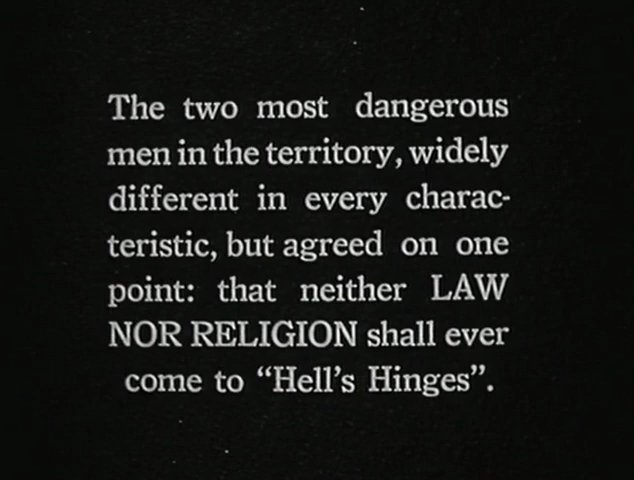 The two most dangerous
men in the territory, widely
different in every charac-
teristic, but agreed on one
point: that neither LAW
NOR RELIGION shall ever
come to “Hell’s Hinges”.